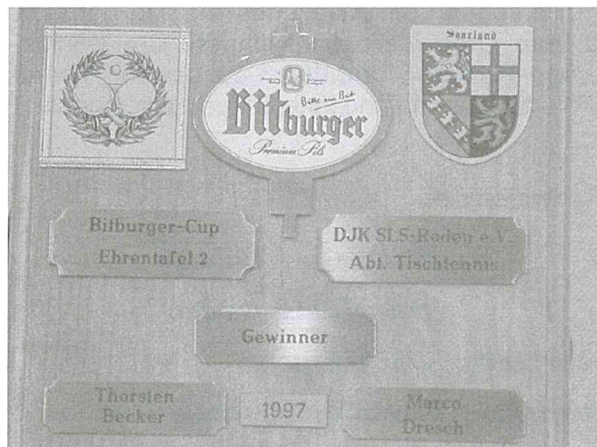 Saarland
Bitte ein Bit
Bitburger
Premium Pils
Bitburger-Cup
Ehrentafel 2
DJK SLS-Roden e.V.
Abt. Tischtennis
Gewinner
Thorsten
Becker
1997
Marco
Dresch